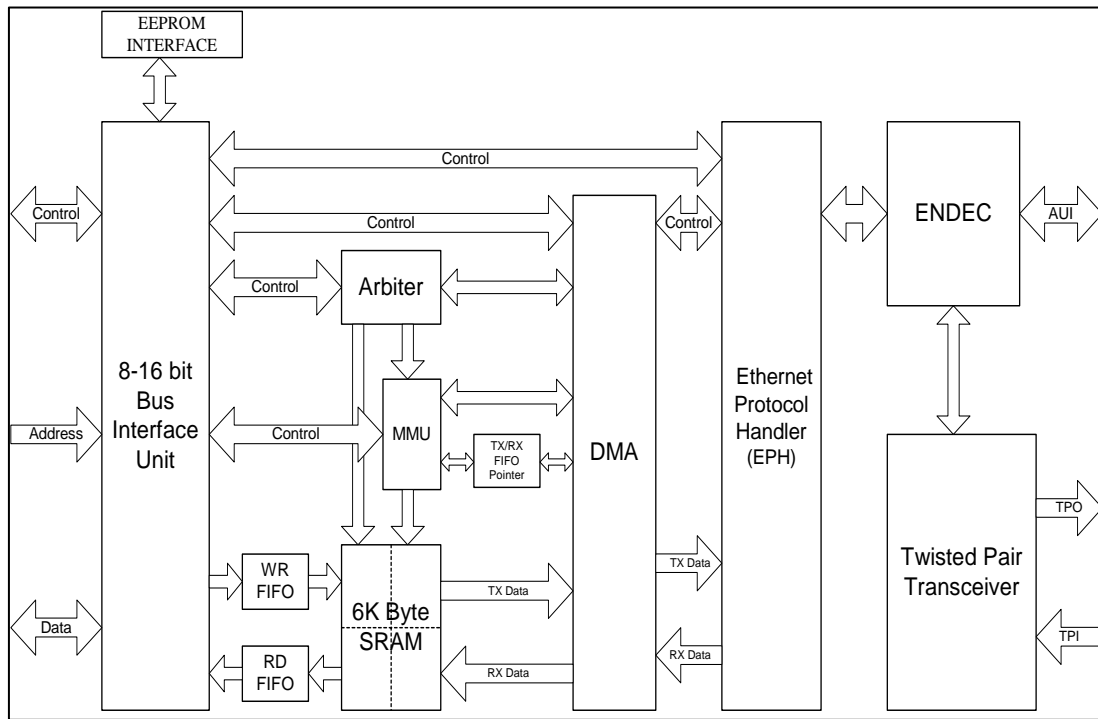 EEPROM
INTERFACE
Control
Control
Control
Control
Control
Arbiter
ENDEC
AUI
8-16 bit
Bus
Interface
Unit
Address
Control
MMU
TX/RX
FIFO
Pointer
DMA
Ethernet
Protocol
Handler
(EPH)
WR
FIFO
6K Byte
SRAM
TX Data
TX Data
Twisted Pair
Transceiver
TPO
Data
RD
FIFO
RX Data
RX Data
TPI